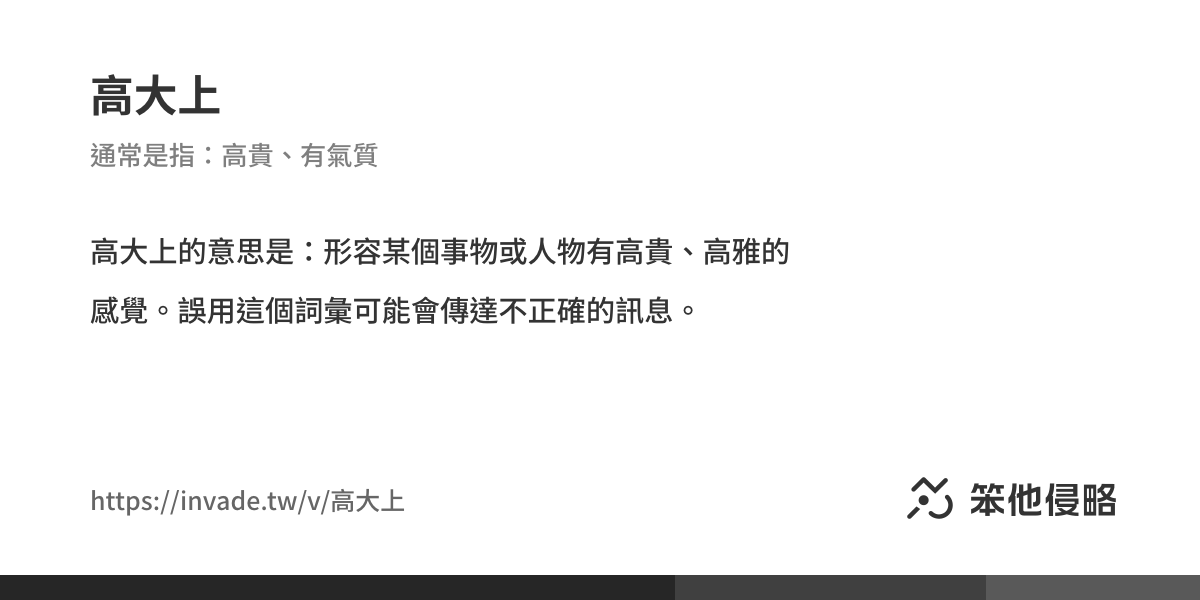 高大上
通常是指：高貴、有氣質
高大上的意思是：形容某個事物或人物有高貴、高雅的
感覺。誤用這個詞彙可能會傳達不正確的訊息。
https://invade.tw/v/高大上
笨他侵略